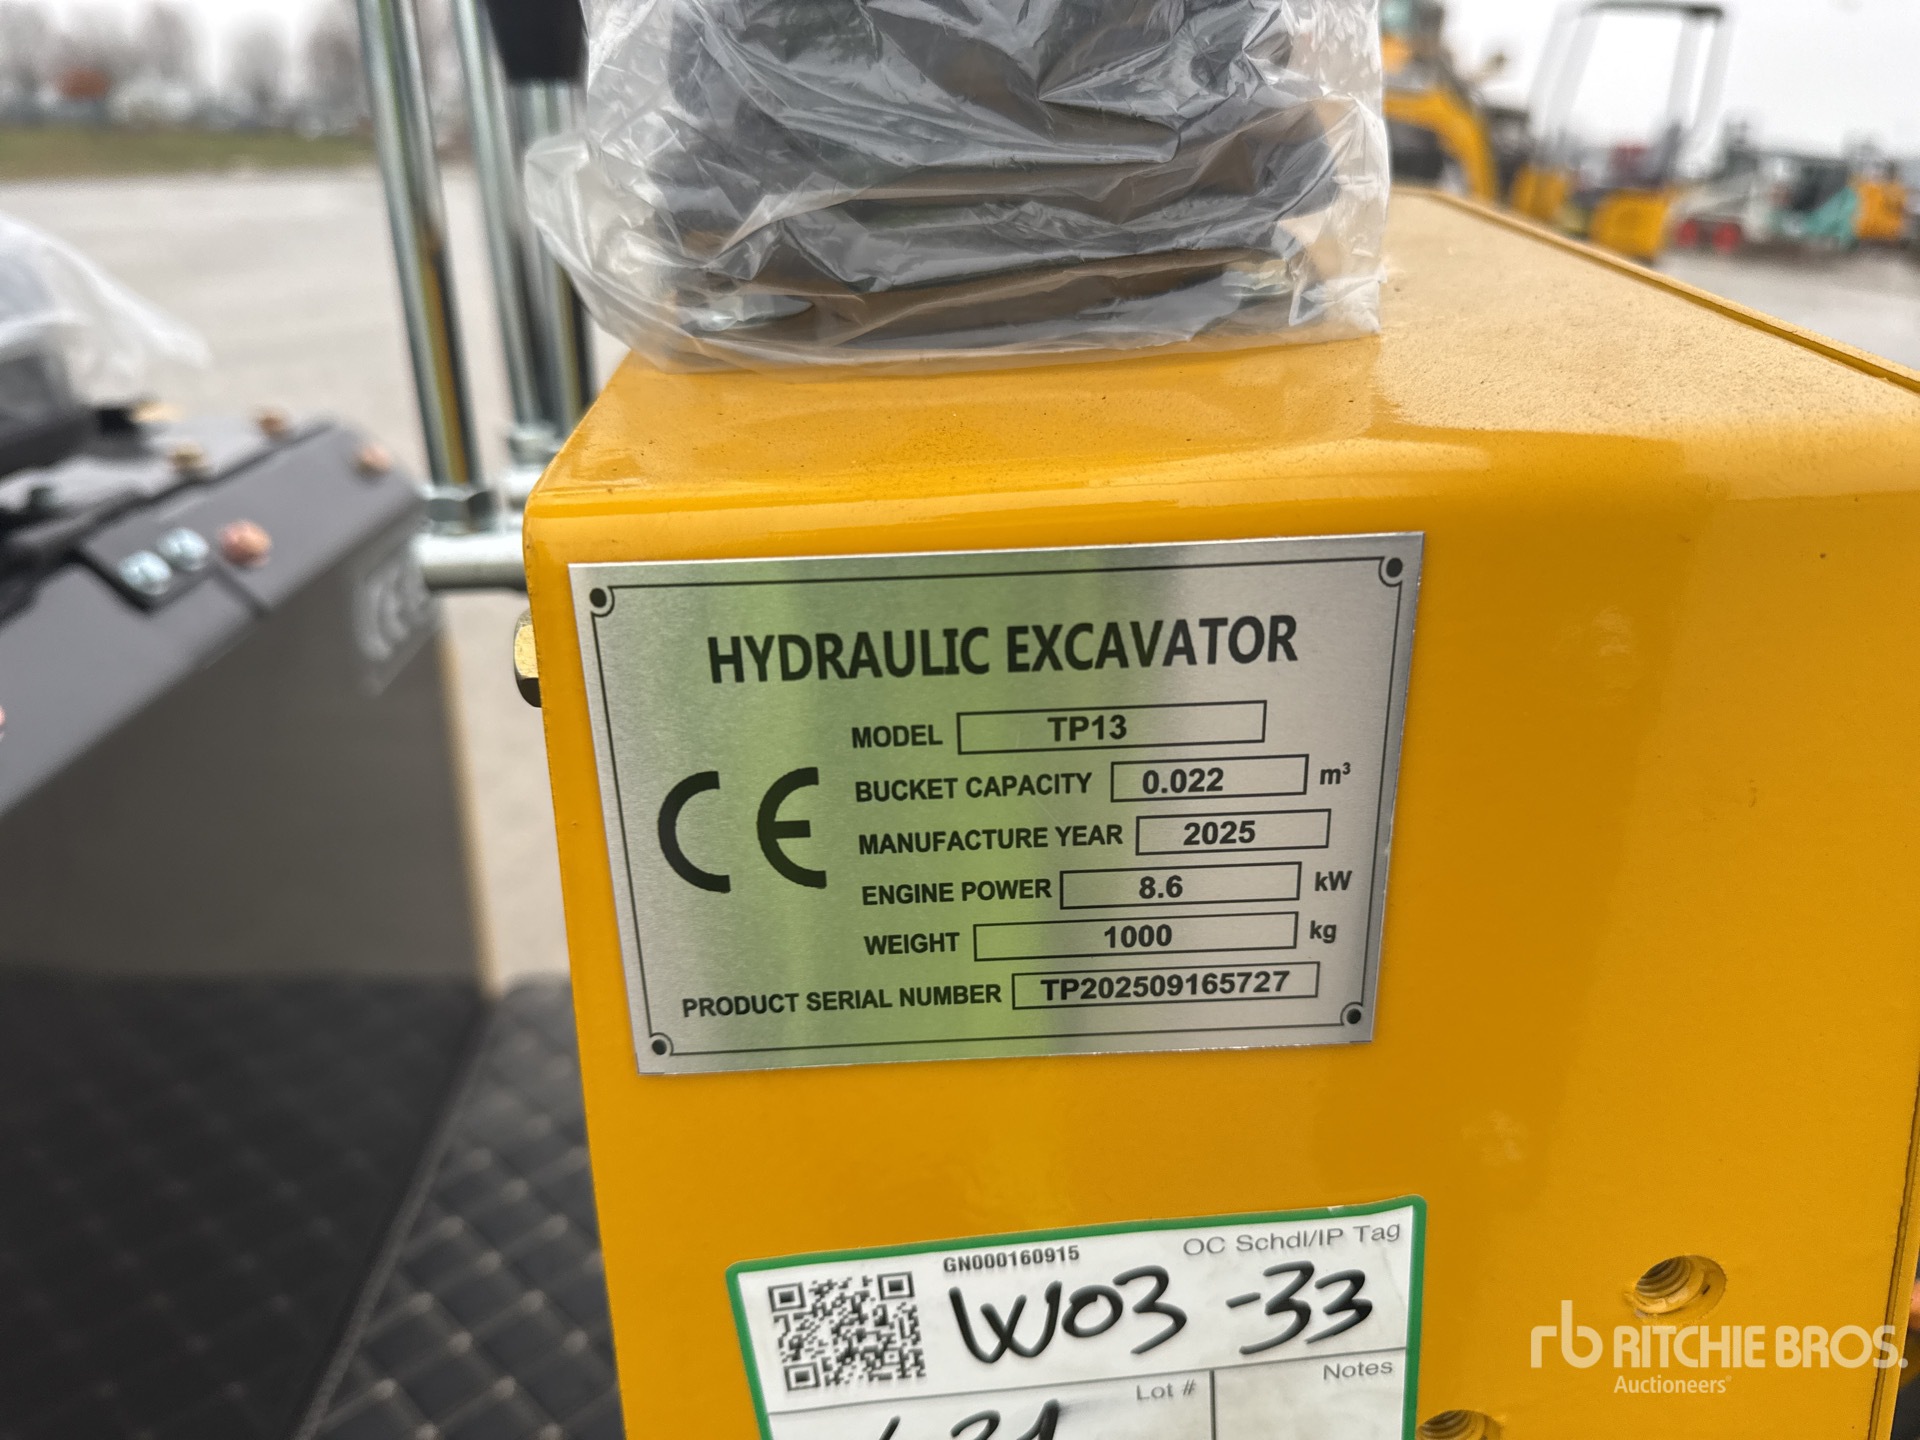 HYDRAULIC EXCAVATOR
MODEL TP13
BUCKET CAPACITY 0.022 m³
MANUFACTURE YEAR 2025
CE
ENGINE POWER 8.6 kW
WEIGHT 1000 kg
PRODUCT SERIAL NUMBER TP202509165727
GN000160915 OC Schdl/IP Tag
W03-33
Lot # Notes
rb RITCHIE BROS.
Auctioneers